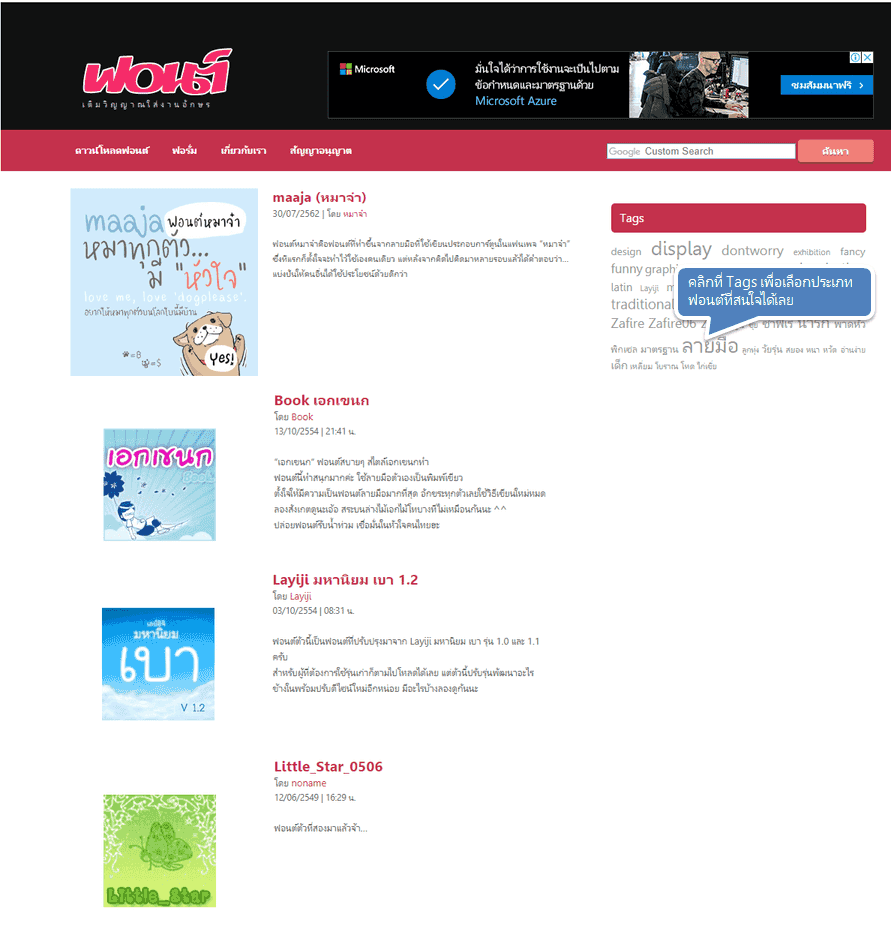 ฟอนต์
เติมวิญญาณใส่งานอักษร
Microsoft
มั่นใจได้ว่าการใช้งานจะเป็นไปตาม
ข้อกำหนดและมาตรฐานด้วย
Microsoft Azure
ชมสัมมนาฟรี
ดาวน์โหลดฟอนต์ ฟอรั่ม เกี่ยวกับเรา สัญญาอนุญาต
Google Custom Search ค้นหา
maaja ฟอนต์หมาจ๋า
หมาทุกตัว...
มี "หัวใจ"
love me, love 'dogplease'.
อยากให้หมาทุกตัวบนโลกใบนี้มีบ้าน
=8
=S
yes!
maaja (หมาจ๋า)
30/07/2562 | โดย หมาจ๋า
ฟอนต์หมาจ๋าคือฟอนต์ที่ทำขึ้นจากลายมือที่ใช้เขียนประกอบการ์ตูนในแฟนเพจ "หมาจ๋า"
ซึ่งทีแรกก็ตั้งใจจะทำไว้ใช้เองคนเดียว แต่หลังจากคิดไปคิดมาหลายรอบแล้วก็ได้คำตอบว่า...
แบ่งปันให้คนอื่นได้ใช้ประโยชน์ด้วยดีกว่า
Tags
design display dontworry exhibition fancy
funny
latin Layiji
traditional
คลิกที่ Tags เพื่อเลือกประเภท
ฟอนต์ที่สนใจได้เลย
Zafire Zafire06
พิกเซล มาตรฐาน ลายมือ ลูกทุ่ง วัยรุ่น สยอง หนา หวัด อ่านง่าย
เด็ก เหลี่ยม โบราณ โหด ไก่เขี่ย
เอกเขนก
Book เอกเขนก
โดย Book
13/10/2554 | 21:41 น.
"เอกเขนก" ฟอนต์สบายๆ สไตล์เอกเขนกทำ
ฟอนต์นี้ทำสนุกมากค่ะ ใช้ลายมือตัวเองเป็นพิมพ์เขียว
ตั้งใจให้มีความเป็นฟอนต์ลายมือมากที่สุด อักขระทุกตัวเลยใช้วิธีเขียนใหม่หมด
ลองสังเกตดูนะเอ้อ สระบนล่างไม้เอกไม้โทบางทีไม่เหมือนกันนะ ^^
ปล่อยฟอนต์รับน้ำท่วม เชื่อมั่นในหัวใจคนไทยฮะ
มหานิยม
เบา
V 1.2
Layiji มหานิยม เบา 1.2
โดย Layiji
03/10/2554 | 08:31 น.
ฟอนต์ตัวนี้เป็นฟอนต์ที่ปรับปรุงมาจาก Layiji มหานิยม เบา รุ่น 1.0 และ 1.1
ครับ
สำหรับผู้ที่ต้องการใช้รุ่นเก่าก็ตามไปโหลดได้เลย แต่ตัวนี้ปรับรุ่นพัฒนาอะไร
ข้างในพร้อมปรับดีไซน์ใหม่อีกหน่อย มีอะไรบ้างลองดูกันนะ
Little_Star
Little_Star_0506
โดย noname
12/06/2549 | 16:29 น.
ฟอนต์ตัวที่สองมาแล้วจ้า...